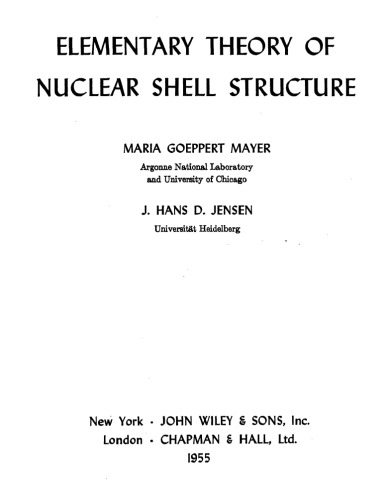 ELEMENTARY THEORY OF
NUCLEAR SHELL STRUCTURE
MARIA GOEPPERT MAYER
Argonne National Laboratory
and University of Chicago
J. HANS D. JENSEN
Universität Heidelberg
New York · JOHN WILEY & SONS, Inc.
London · CHAPMAN & HALL, Ltd.
1955